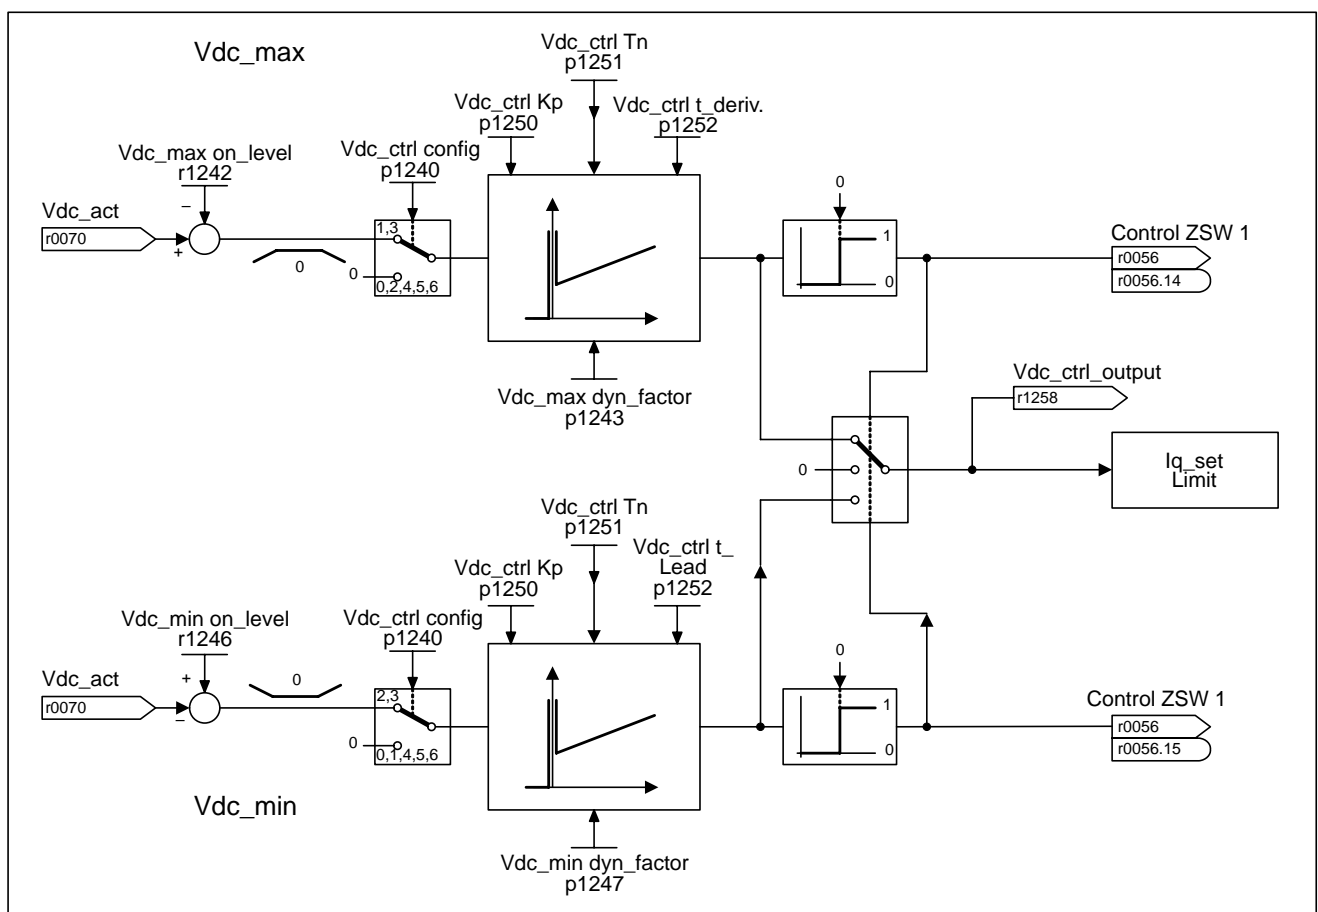 Vdc_max
Vdc_ctrl Tn
p1251
Vdc_ctrl Kp
p1250
Vdc_ctrl t_deriv.
p1252
Vdc_max on_level
r1242
Vdc_ctrl config
p1240
Vdc_act
r0070
–
+
0
1,3
0
0,2,4,5,6
0
1
0
Control ZSW 1
r0056
r0056.14
Vdc_max dyn_factor
p1243
Vdc_ctrl_output
r1258
0
Iq_set
Limit
Vdc_ctrl Tn
p1251
Vdc_ctrl Kp
p1250
Vdc_ctrl t_
Lead
p1252
Vdc_min on_level
r1246
Vdc_ctrl config
p1240
Vdc_act
r0070
+
–
0
2,3
0
0,1,4,5,6
0
1
0
Control ZSW 1
r0056
r0056.15
Vdc_min
Vdc_min dyn_factor
p1247